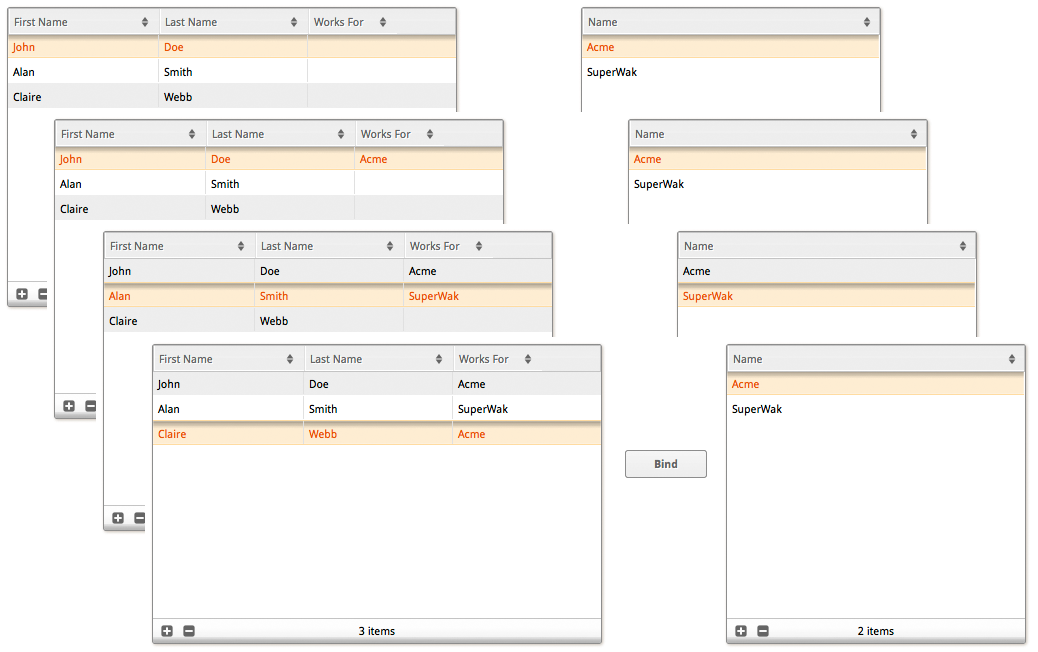 First Name Last Name Works For
John Doe
Alan Smith
Claire Webb
Name
Acme
SuperWak
First Name Last Name Works For
John Doe Acme
Alan Smith
Claire Webb
Name
Acme
SuperWak
First Name Last Name Works For
John Doe Acme
Alan Smith SuperWak
Claire Webb
Name
Acme
SuperWak
First Name Last Name Works For
John Doe Acme
Alan Smith SuperWak
Claire Webb Acme
3 items
Bind
Name
Acme
SuperWak
2 items